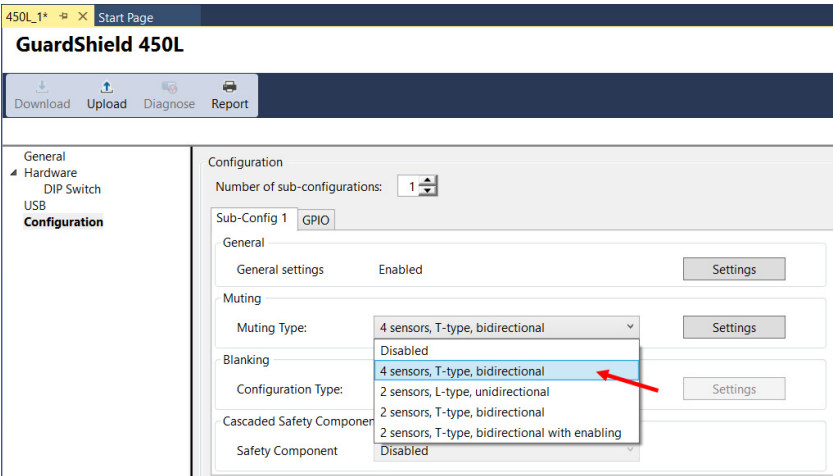 450L_1* Start Page
GuardShield 450L
Download Upload Diagnose Report
General
Hardware
DIP Switch
USB
Configuration
Configuration
Number of sub-configurations: 1
Sub-Config 1 GPIO
General
General settings Enabled Settings
Muting
Muting Type: 4 sensors, T-type, bidirectional Settings
Disabled
4 sensors, T-type, bidirectional
2 sensors, L-type, unidirectional
2 sensors, T-type, bidirectional
2 sensors, T-type, bidirectional with enabling
Blanking
Configuration Type: Settings
Cascaded Safety Componen
Safety Component Disabled